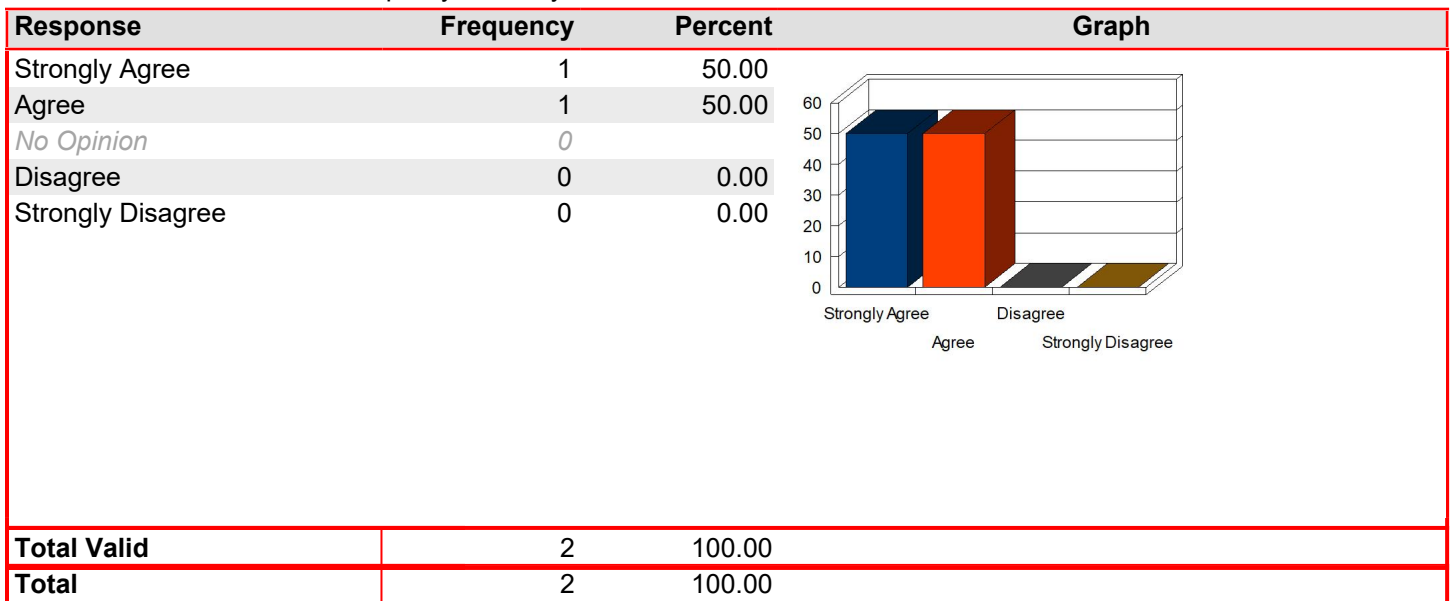 Response Frequency Percent Graph
Strongly Agree 1 50.00
Agree 1 50.00
No Opinion 0
Disagree 0 0.00
Strongly Disagree 0 0.00
60
50
40
30
20
10
0
Strongly Agree Disagree
Agree Strongly Disagree
Total Valid 2 100.00
Total 2 100.00